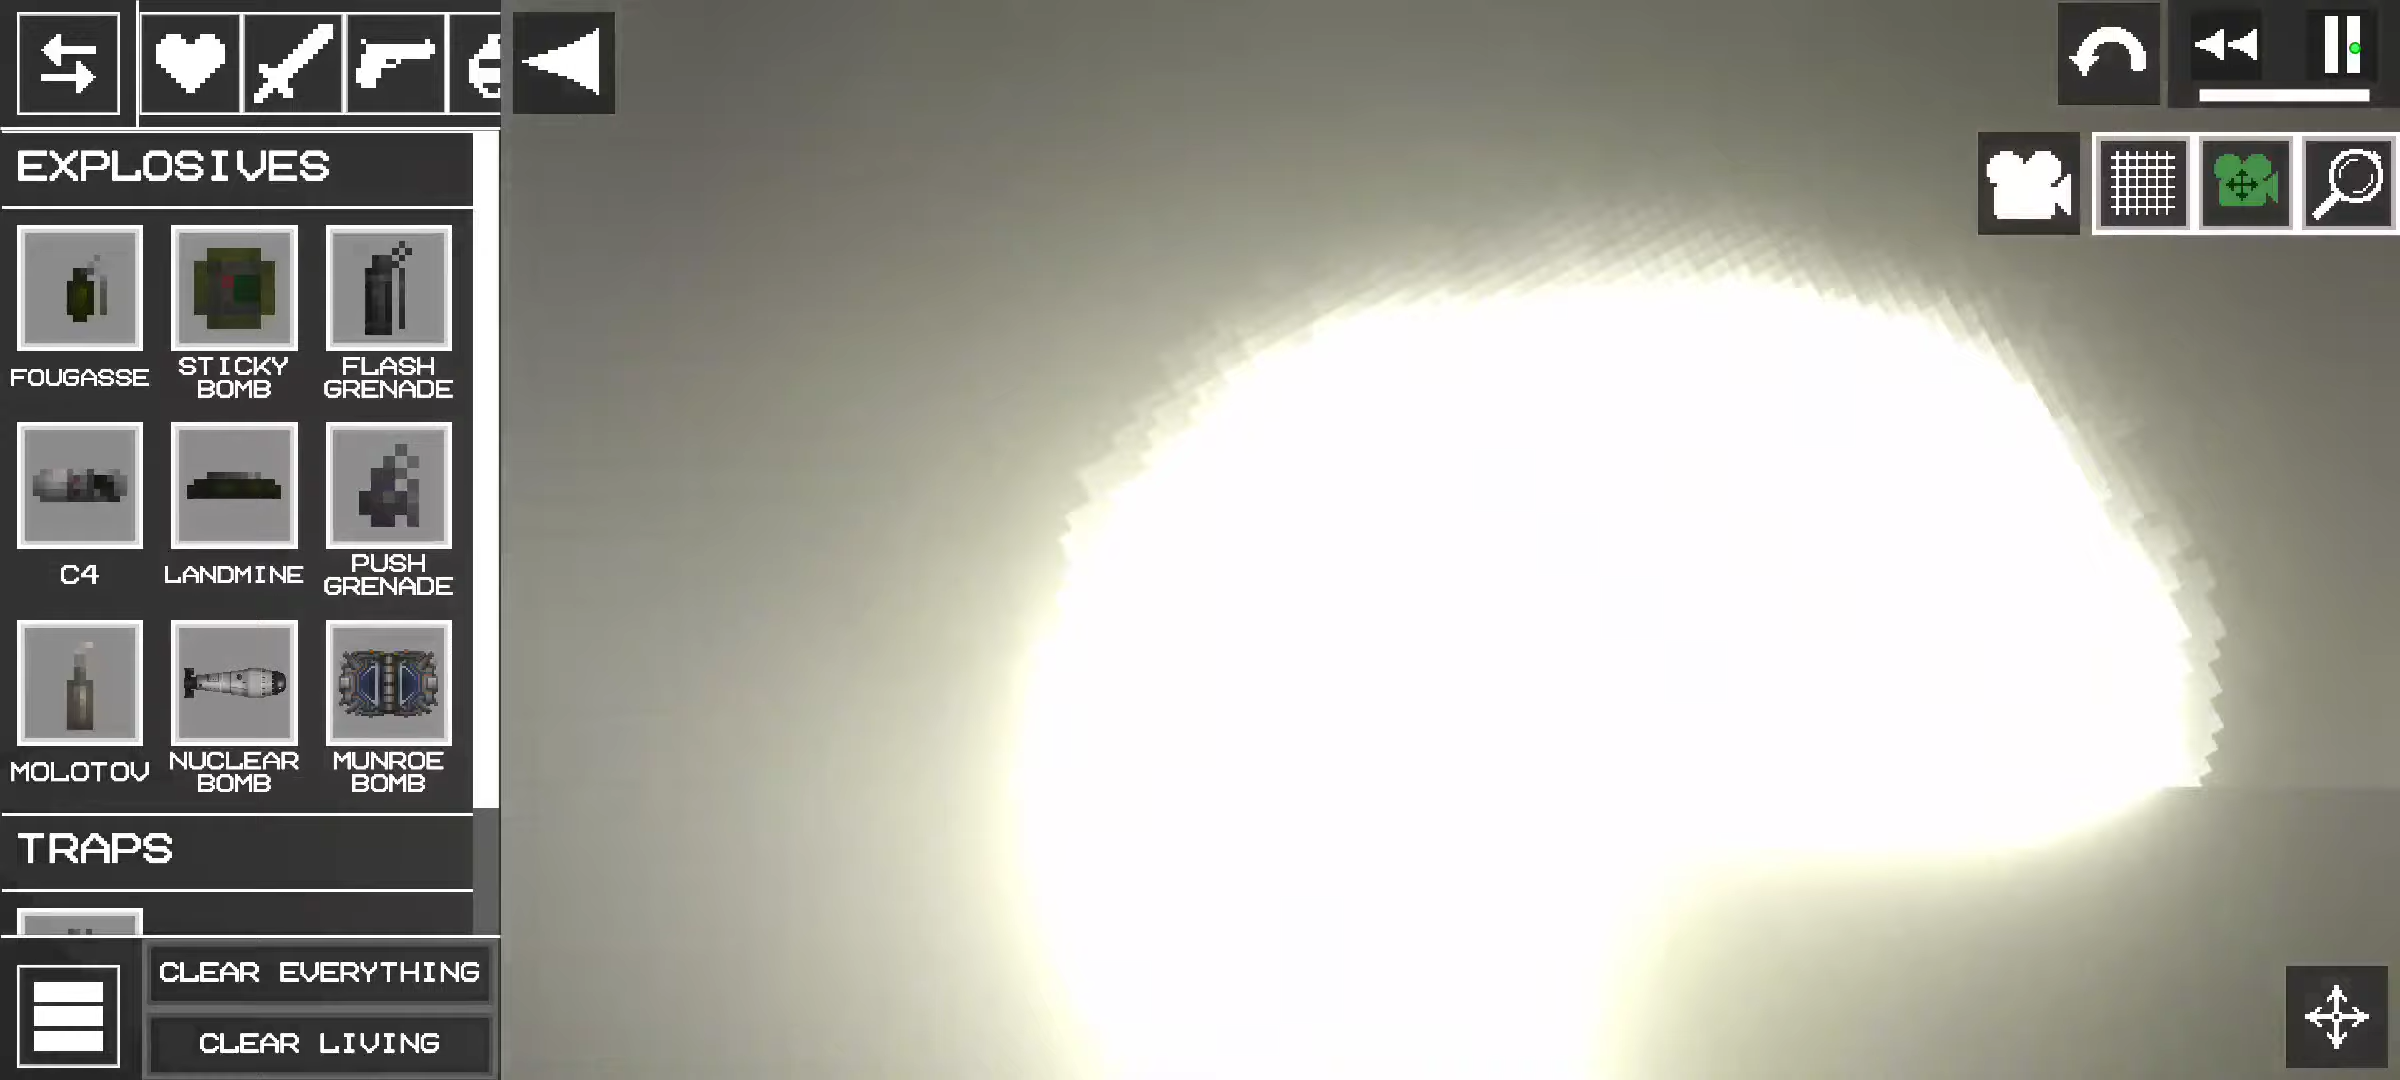 EXPLOSIVES
FOUGASSE
STICKY
BOMB
FLASH
GRENADE
C4
LANDMINE
PUSH
GRENADE
MOLOTOV
NUCLEAR
BOMB
MUNROE
BOMB
TRAPS
CLEAR EVERYTHING
CLEAR LIVING